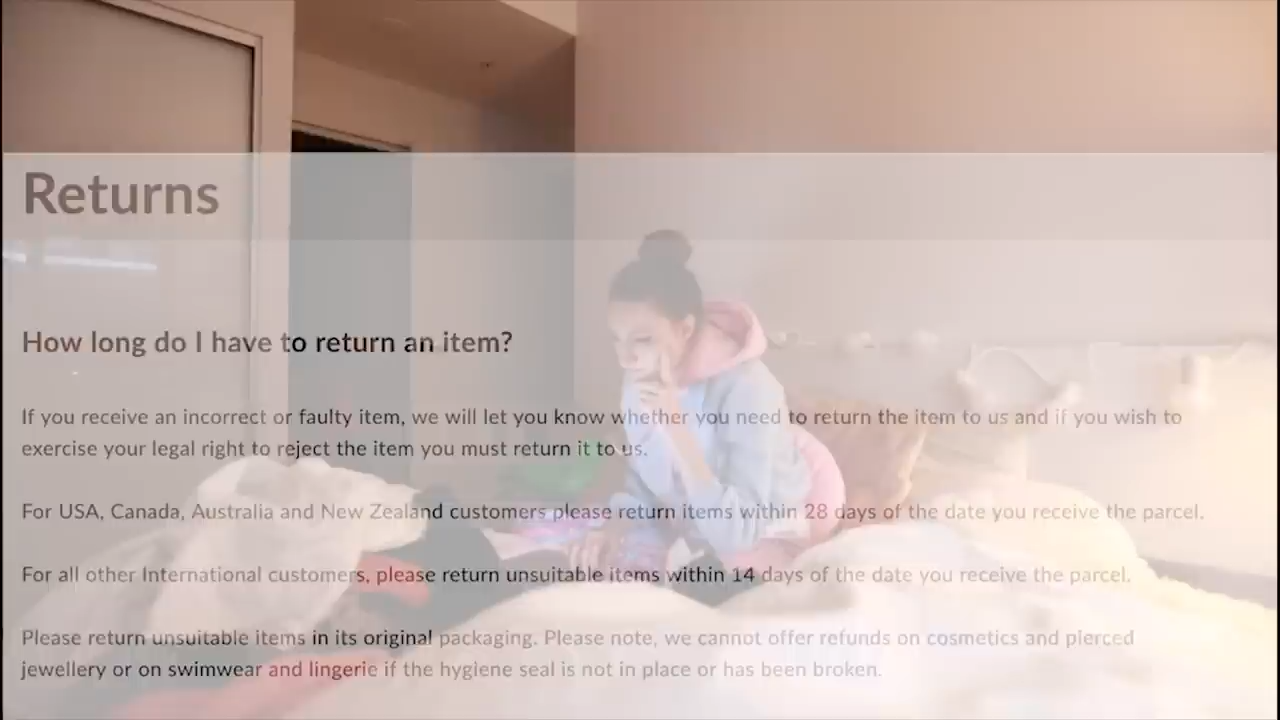 Returns
How long do I have to return an item?
If you receive an incorrect or faulty item, we will let you know whether you need to return the item to us and if you wish to
exercise your legal right to reject the item you must return it to us.
For USA, Canada, Australia and New Zealand customers please return items within 28 days of the date you receive the parcel.
For all other International customers, please return unsuitable items within 14 days of the date you receive the parcel.
Please return unsuitable items in its original packaging. Please note, we cannot offer refunds on cosmetics and pierced
jewellery or on swimwear and lingerie if the hygiene seal is not in place or has been broken.